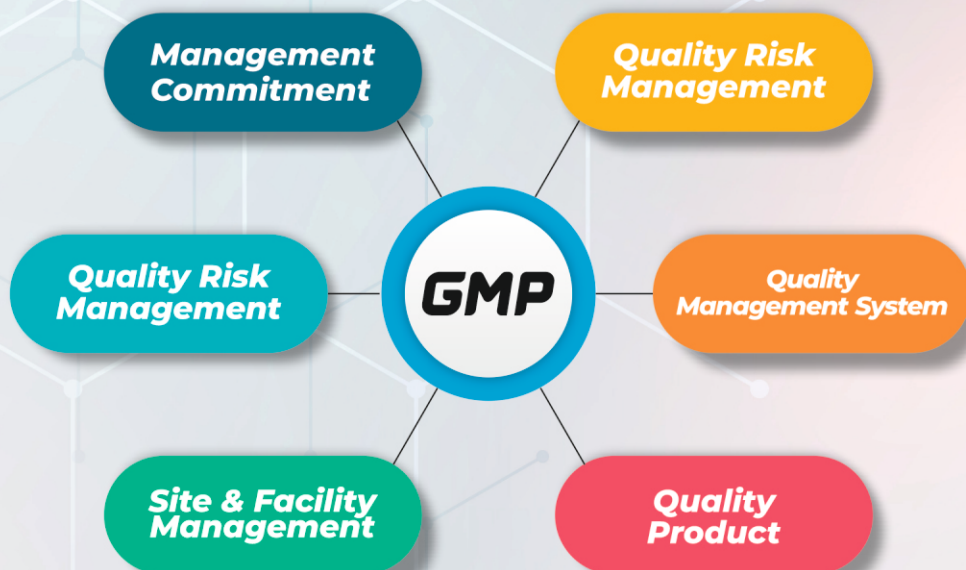 Management
Commitment
Quality Risk
Management
Quality Risk
Management
GMP
Quality
Management System
Site & Facility
Management
Quality
Product